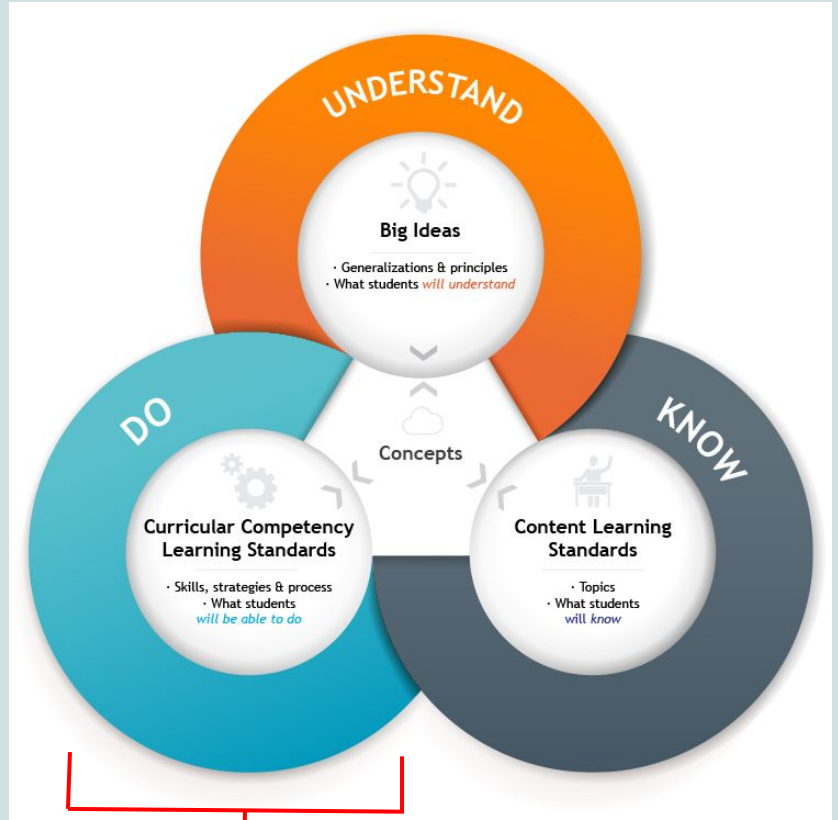 UNDERSTAND
Big Ideas
· Generalizations & principles
· What students will understand
DO
KNOW
Concepts
Curricular Competency
Learning Standards
· Skills, strategies & process
· What students
will be able to do
Content Learning
Standards
· Topics
· What students
will know